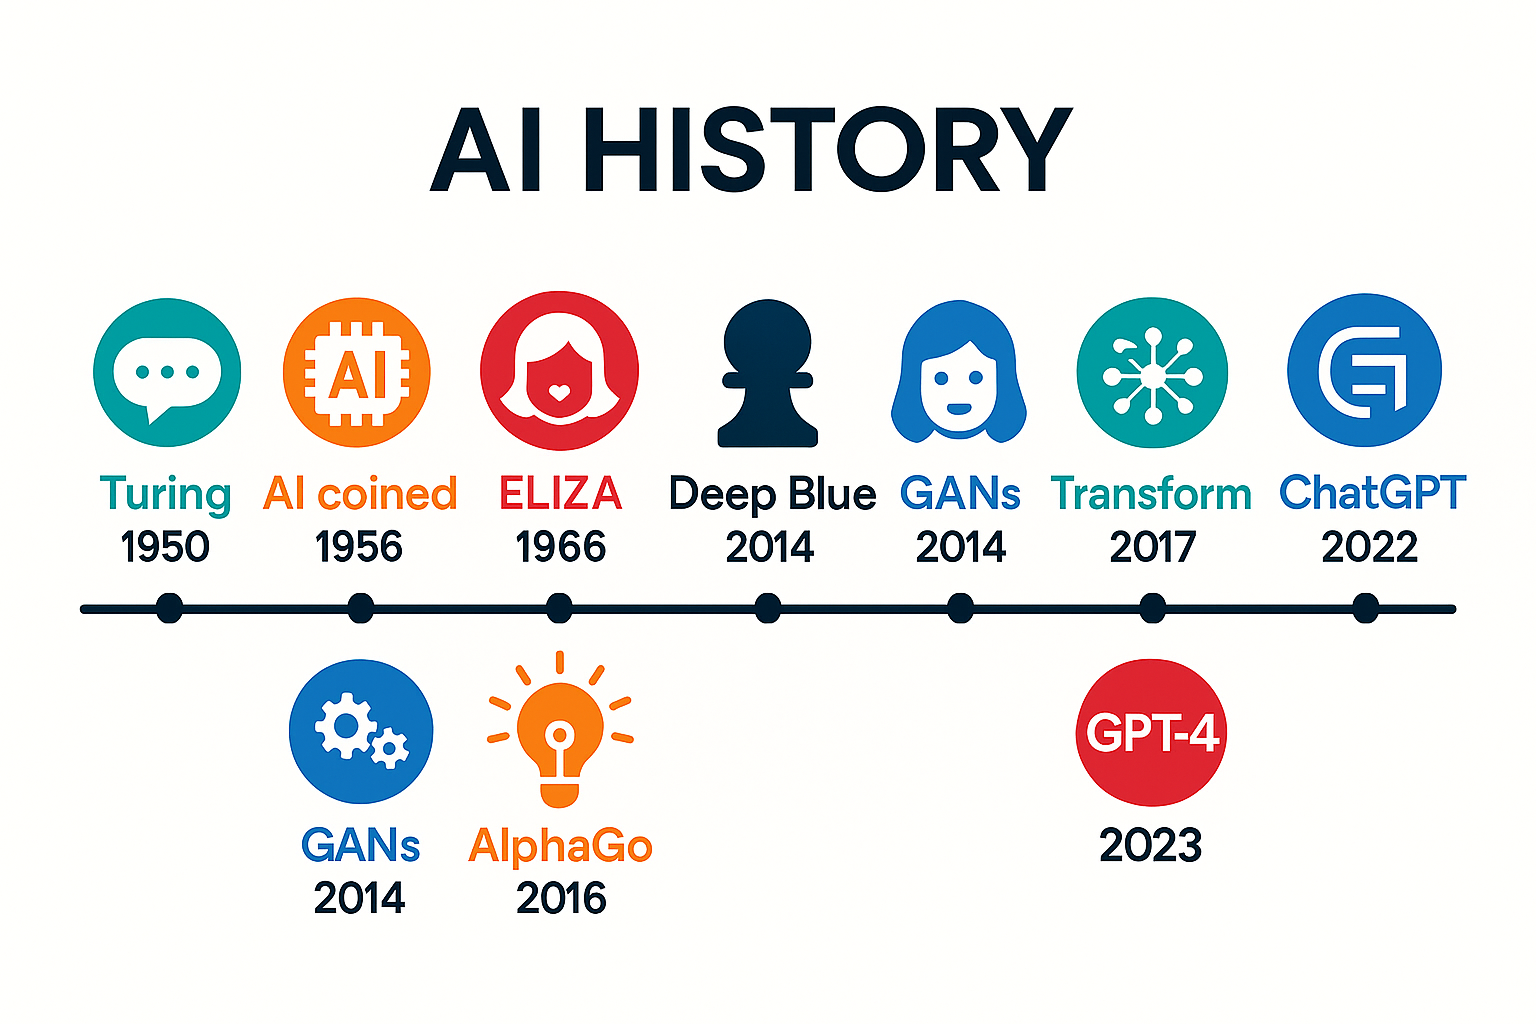 AI HISTORY
AI
Turing
1950
AI coined
1956
ELIZA
1966
Deep Blue
2014
GANs
2014
Transform
2017
ChatGPT
2022
GANs
2014
AlphaGo
2016
GPT-4
2023